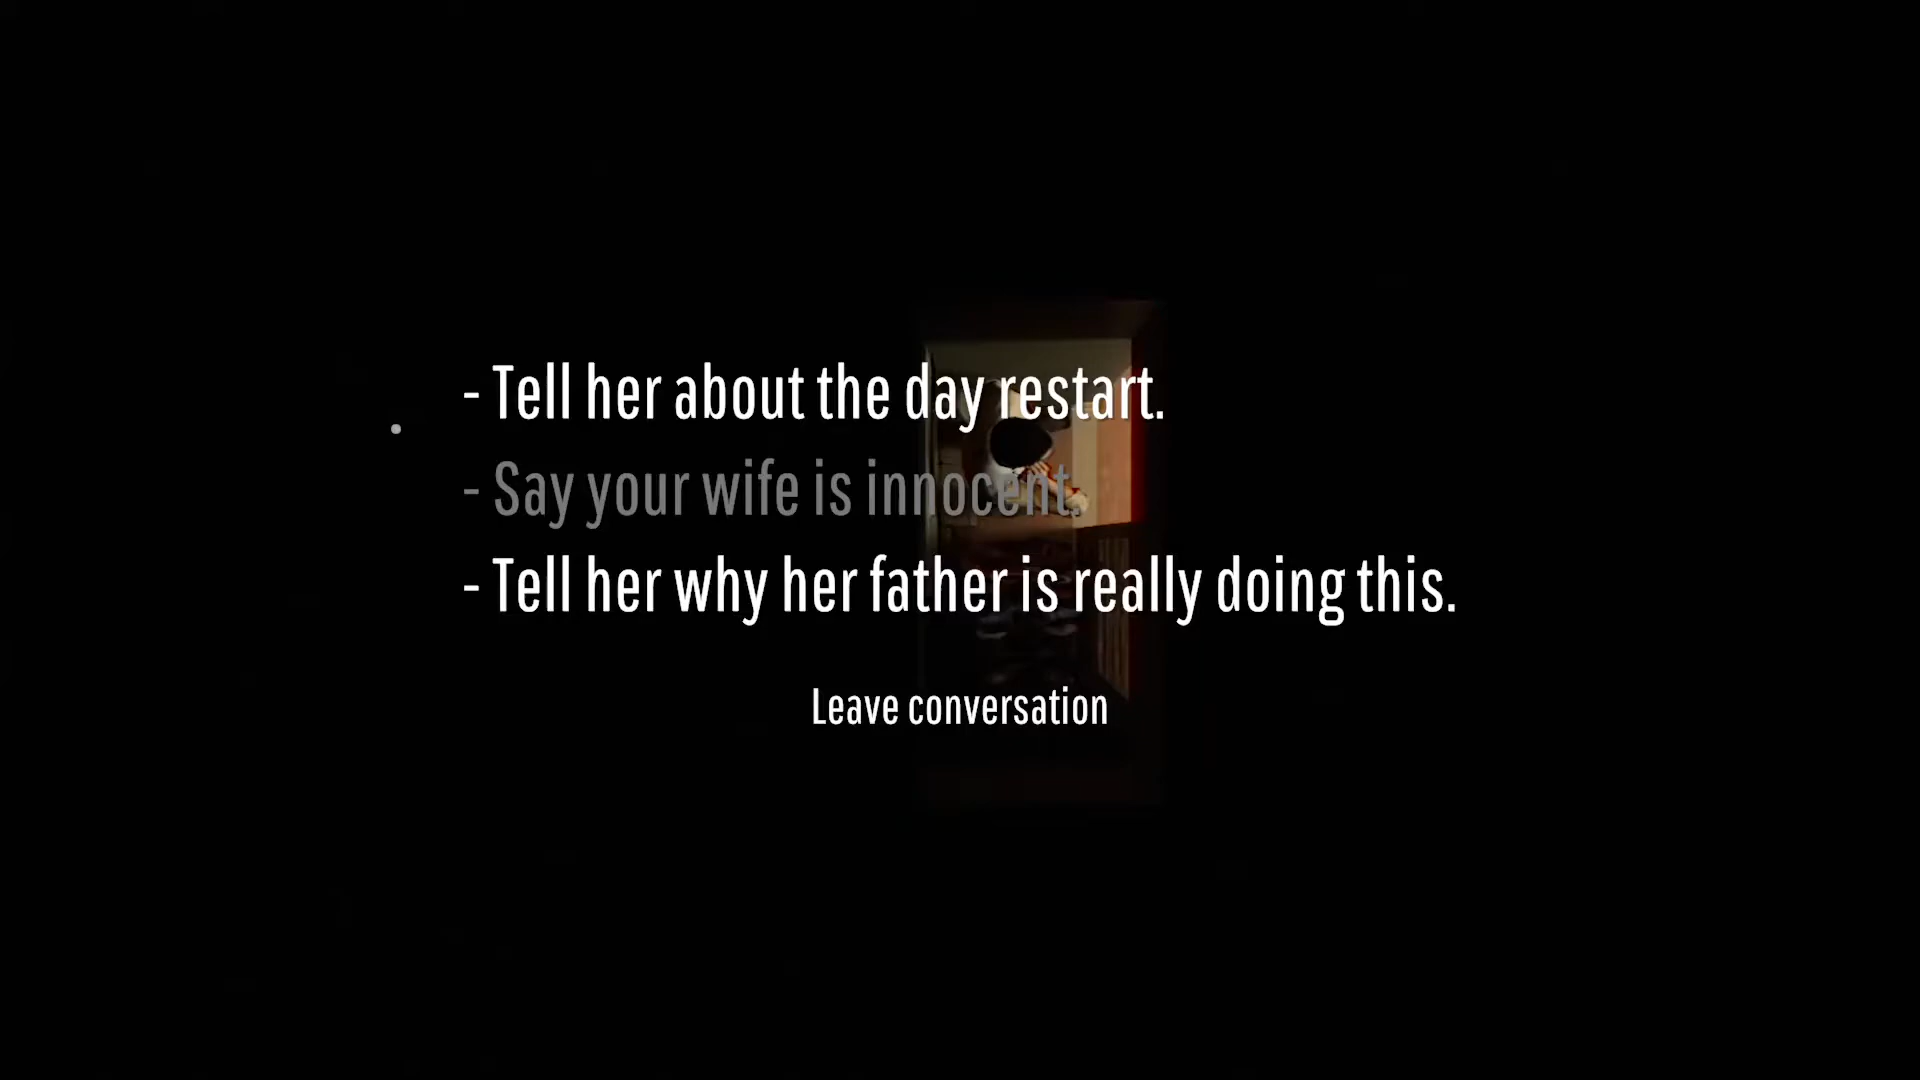 - Tell her about the day restart.
- Say your wife is innocent.
- Tell her why her father is really doing this.
Leave conversation